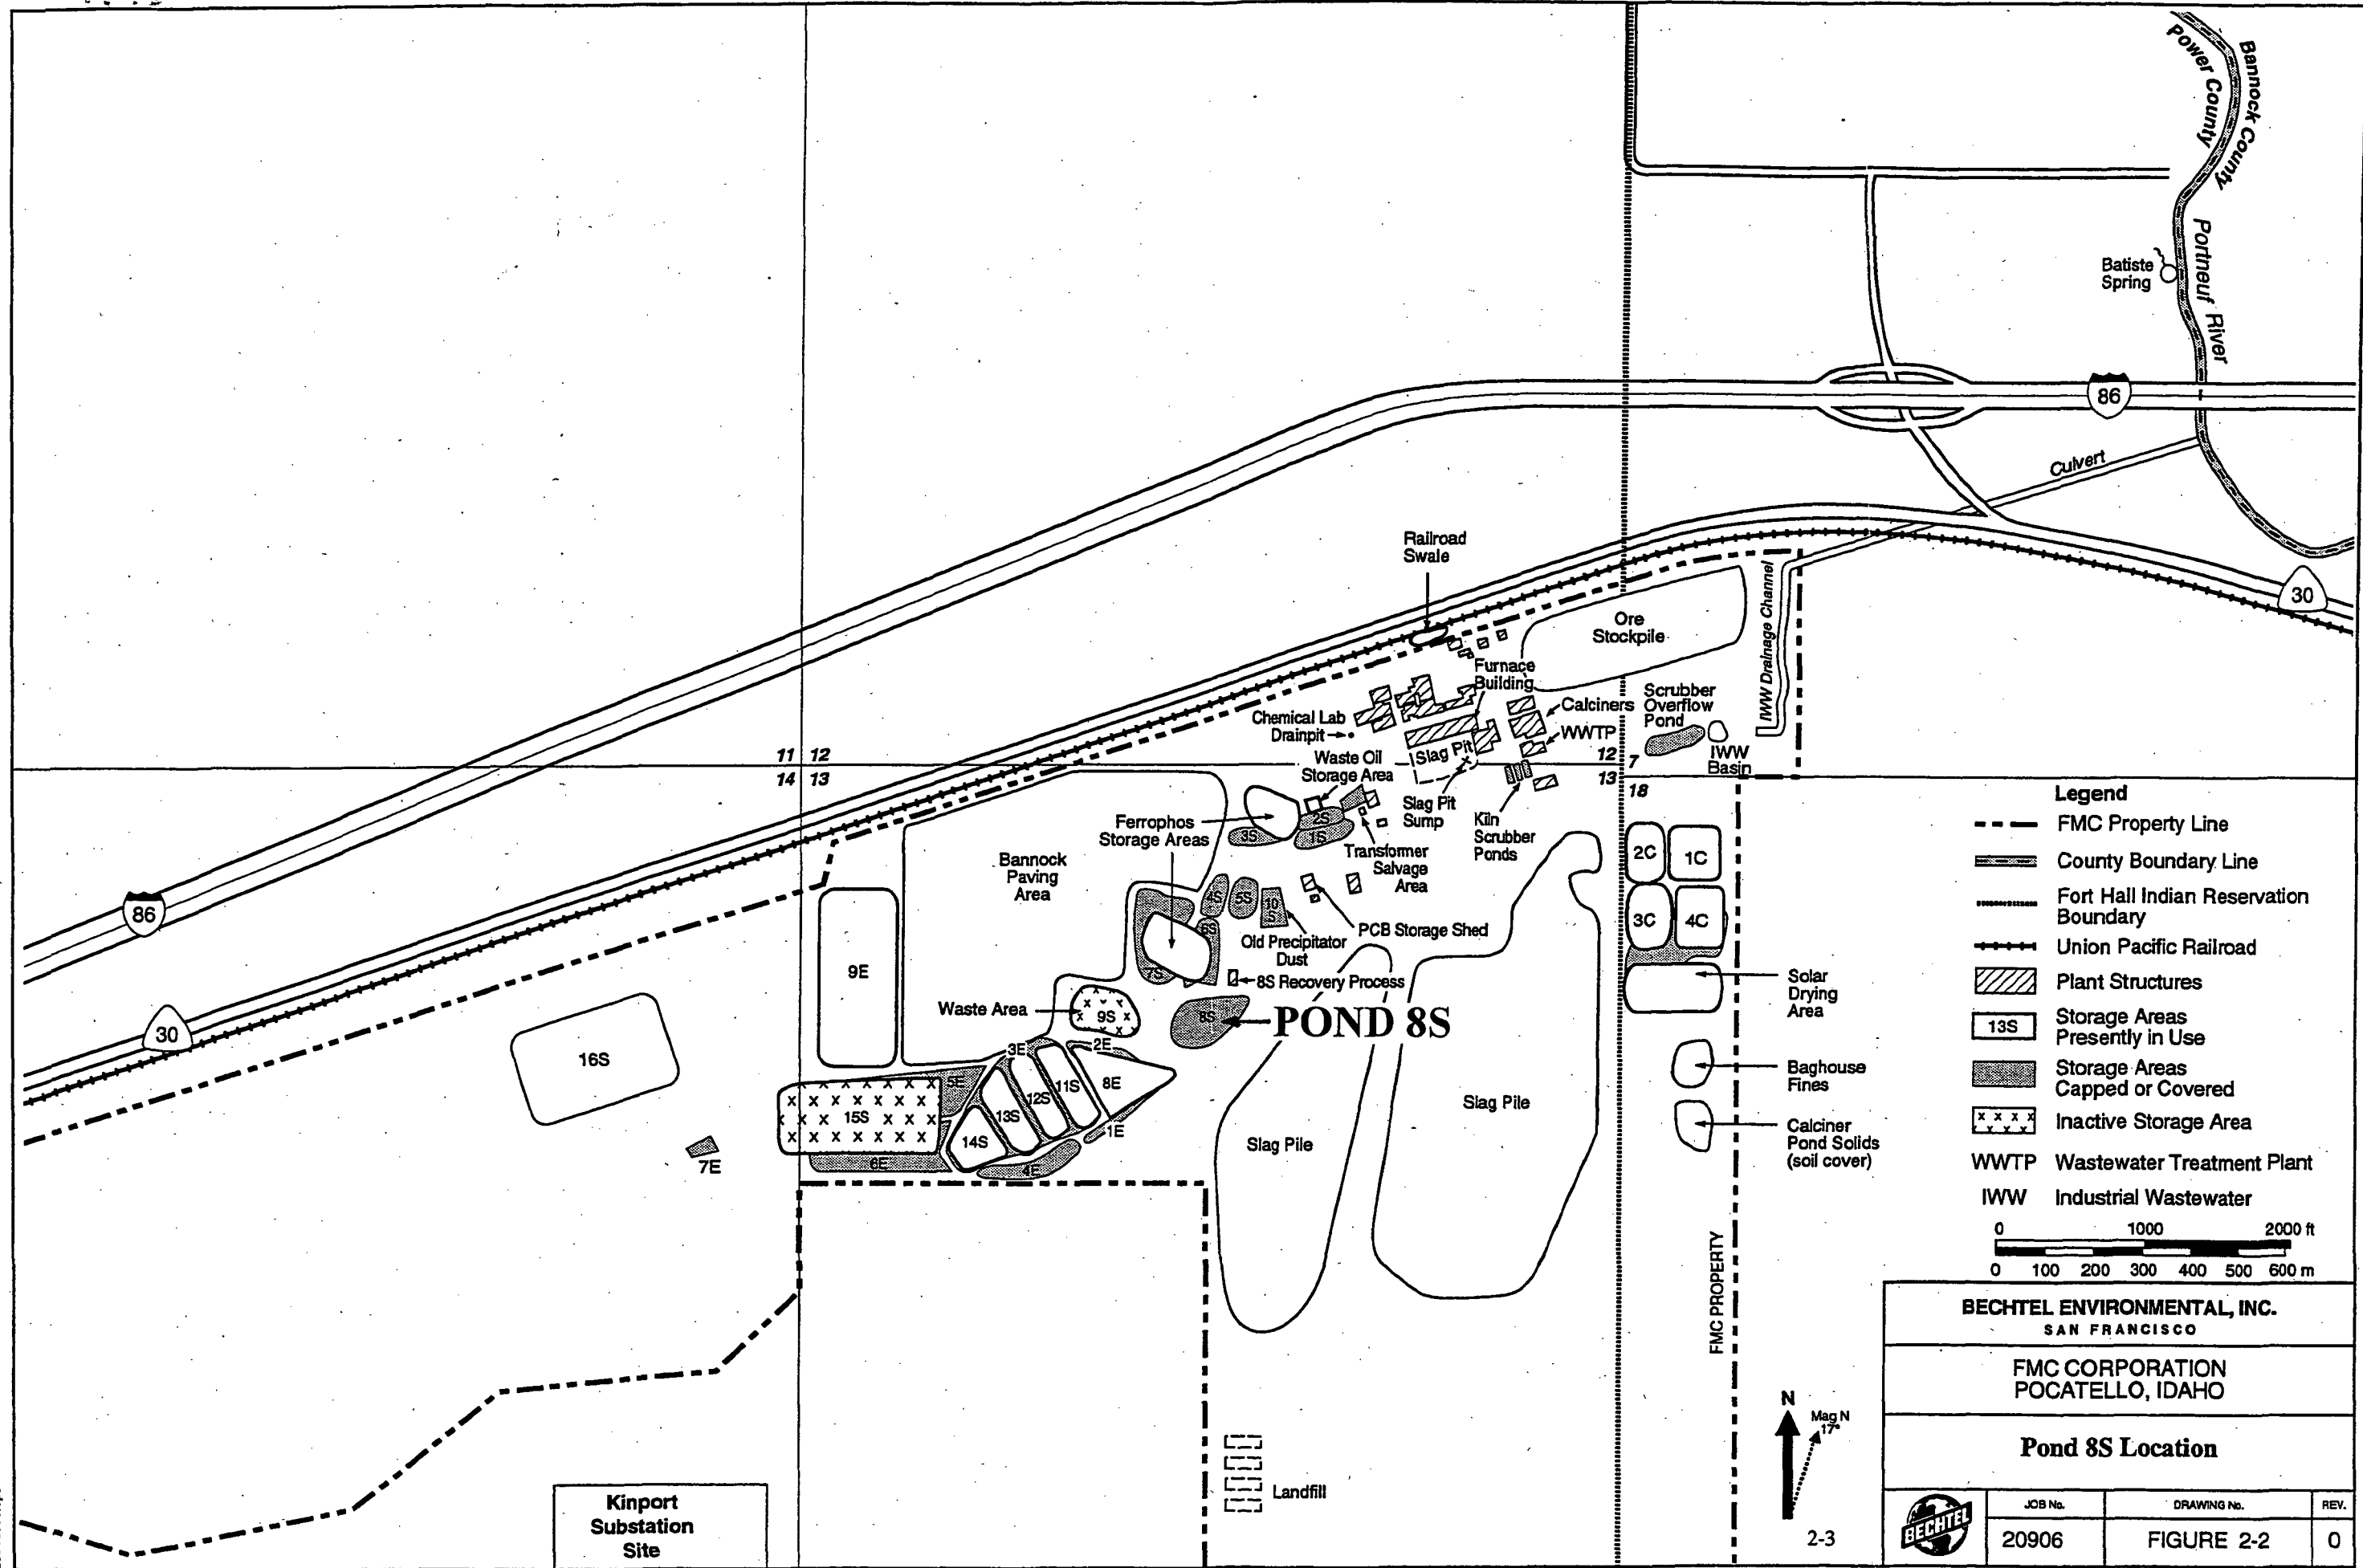 Power County
Bannock County
Portneuf River
Batiste
Spring
86
Culvert
30
Railroad
Swale
Ore
Stockpile
IWW Drainage Channel
Furnace
Building
Chemical Lab
Drainpit
Calciners
WWTP
Scrubber
Overflow
Pond
IWW
Basin
Slag Pit
Waste Oil
Storage Area
Slag Pit
Sump
Kiln
Scrubber
Ponds
Transformer
Salvage
Area
11 12
14 13
12 7
13 18
Ferrophos
Storage Areas
3S
2S
1S
Bannock
Paving
Area
4S
5S
10
S
6S
7S
Old Precipitator
Dust
PCB Storage Shed
8S Recovery Process
POND 8S
8S
Waste Area
9S
9E
86
30
16S
15S
5E
3E
2E
13S
12S
11S
8E
14S
1E
6E
4E
7E
Slag Pile
Slag Pile
2C
1C
3C
4C
Solar
Drying
Area
Baghouse
Fines
Calciner
Pond Solids
(soil cover)
FMC PROPERTY
Landfill
Kinport
Substation
Site
Legend
FMC Property Line
County Boundary Line
Fort Hall Indian Reservation
Boundary
Union Pacific Railroad
Plant Structures
13S
Storage Areas
Presently in Use
Storage Areas
Capped or Covered
Inactive Storage Area
WWTP Wastewater Treatment Plant
IWW Industrial Wastewater
0 1000 2000 ft
0 100 200 300 400 500 600 m
N
Mag N
17°
2-3
BECHTEL ENVIRONMENTAL, INC.
SAN FRANCISCO
FMC CORPORATION
POCATELLO, IDAHO
Pond 8S Location
BECHTEL
JOB No.
20906
DRAWING No.
FIGURE 2-2
REV.
0